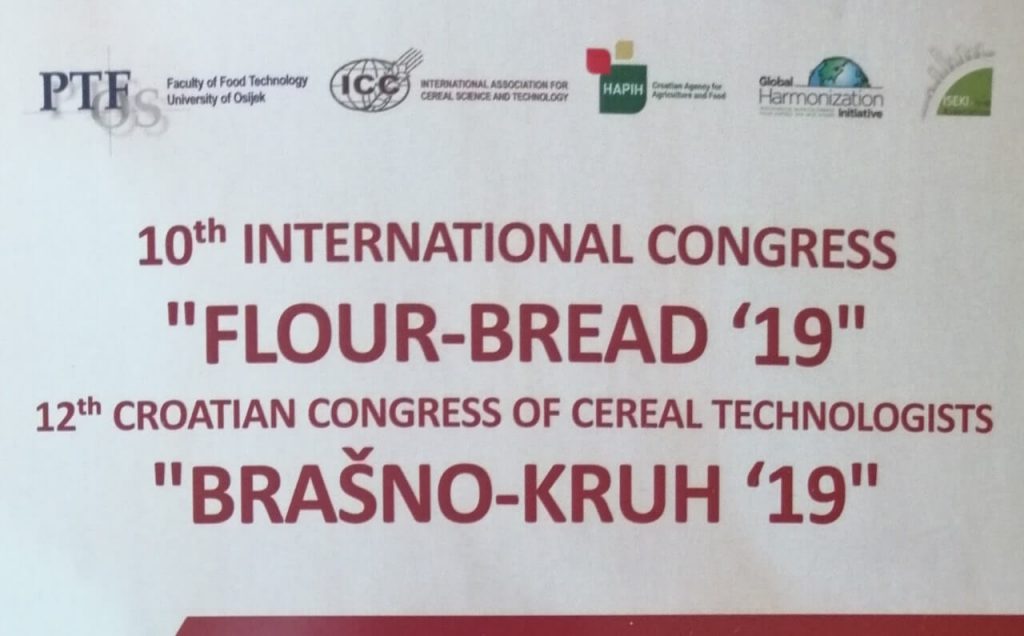 PTF OS
Faculty of Food Technology
University of Osijek
ICC
INTERNATIONAL ASSOCIATION FOR
CEREAL SCIENCE AND TECHNOLOGY
HAPIH
Croatian Agency for
Agriculture and Food
Global
Harmonization
Initiative
ISEKI
10th INTERNATIONAL CONGRESS
"FLOUR-BREAD ‘19"
12th CROATIAN CONGRESS OF CEREAL TECHNOLOGISTS
"BRAŠNO-KRUH ‘19"